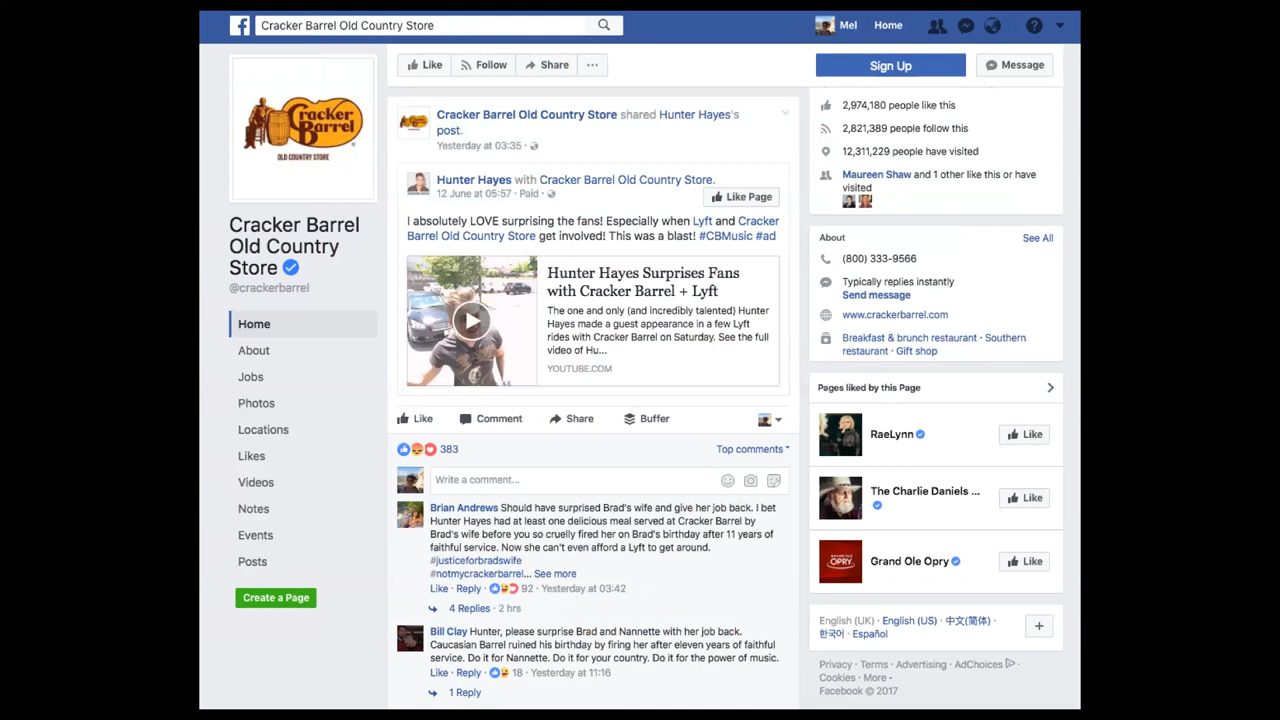 Cracker Barrel Old Country Store
Mel
Home
Cracker Barrel
OLD COUNTRY STORE
Cracker Barrel
Old Country
Store
@crackerbarrel
Home
About
Jobs
Photos
Locations
Likes
Videos
Notes
Events
Posts
Create a Page
Like
Follow
Share
Sign Up
Message
Cracker Barrel Old Country Store shared Hunter Hayes's
post.
Yesterday at 03:35 ·
Hunter Hayes with Cracker Barrel Old Country Store.
12 June at 05:57 · Paid ·
Like Page
I absolutely LOVE surprising the fans! Especially when Lyft and Cracker
Barrel Old Country Store get involved! This was a blast! #CBMusic #ad
Hunter Hayes Surprises Fans
with Cracker Barrel + Lyft
The one and only (and incredibly talented) Hunter
Hayes made a guest appearance in a few Lyft
rides with Cracker Barrel on Saturday. See the full
video of Hu...
YOUTUBE.COM
Like
Comment
Share
Buffer
383
Top comments
Write a comment...
Brian Andrews Should have surprised Brad's wife and give her job back. I bet
Hunter Hayes had at least one delicious meal served at Cracker Barrel by
Brad's wife before you so cruelly fired her on Brad's birthday after 11 years of
faithful service. Now she can't even afford a Lyft to get around.
#justiceforbradswife
#notmycrackerbarrel... See more
Like · Reply · 92 · Yesterday at 03:42
4 Replies · 2 hrs
Bill Clay Hunter, please surprise Brad and Nannette with her job back.
Caucasian Barrel ruined his birthday by firing her after eleven years of faithful
service. Do it for Nannette. Do it for your country. Do it for the power of music.
Like · Reply · 18 · Yesterday at 11:16
1 Reply
2,974,180 people like this
2,821,389 people follow this
12,311,229 people have visited
Maureen Shaw and 1 other like this or have
visited
About
See All
(800) 333-9566
Typically replies instantly
Send message
www.crackerbarrel.com
Breakfast & brunch restaurant · Southern
restaurant · Gift shop
Pages liked by this Page
RaeLynn
Like
The Charlie Daniels ...
Like
OPRY
Grand Ole Opry
Like
English (UK) · English (US) · 中文(简体) ·
한국어 · Español
Privacy · Terms · Advertising · AdChoices ·
Cookies · More
Facebook © 2017